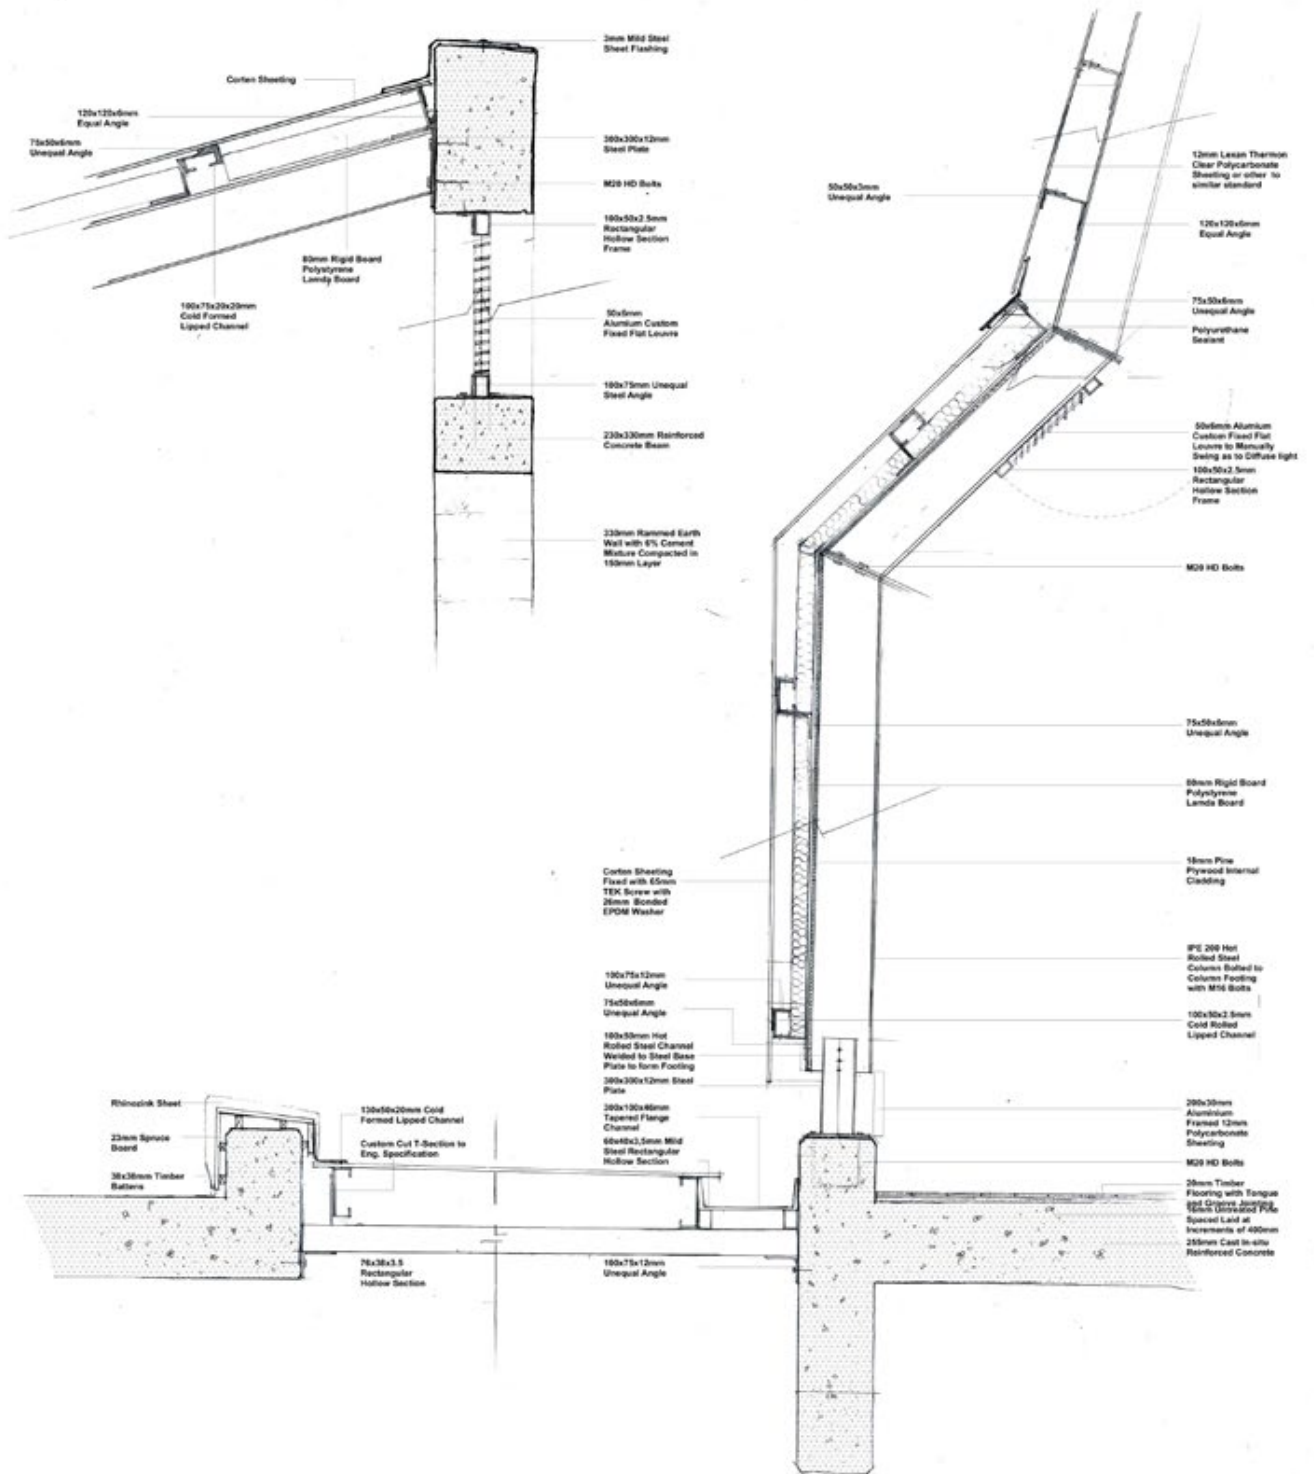 3mm Mild Steel
Sheet Flashing
Corten Sheeting
120x120x6mm
Equal Angle
75x50x6mm
Unequal Angle
300x300x12mm
Steel Plate
M20 HD Bolts
100x50x2.5mm
Rectangular
Hollow Section
Frame
80mm Rigid Board
Polystyrene
Lamda Board
100x75x20x20mm
Cold Formed
Lipped Channel
50x6mm
Alumium Custom
Fixed Flat Louvre
100x75mm Unequal
Steel Angle
230x330mm Reinforced
Concrete Beam
330mm Rammed Earth
Wall with 6% Cement
Mixture Compacted in
150mm Layer
12mm Lexan Thermon
Clear Polycarbonate
Sheeting or other to
similar standard
50x50x3mm
Unequal Angle
120x120x6mm
Equal Angle
75x50x6mm
Unequal Angle
Polyurethane
Sealant
50x6mm Alumium
Custom Fixed Flat
Louvre to Manually
Swing as to Diffuse light
100x50x2.5mm
Rectangular
Hollow Section
Frame
M20 HD Bolts
75x50x6mm
Unequal Angle
80mm Rigid Board
Polystyrene
Lamda Board
18mm Pine
Plywood Internal
Cladding
Corten Sheeting
Fixed with 65mm
TEK Screw with
26mm Bonded
EPDM Washer
IPE 200 Hot
Rolled Steel
Column Bolted to
Column Footing
with M16 Bolts
100x75x12mm
Unequal Angle
75x50x6mm
Unequal Angle
100x50x2.5mm
Cold Rolled
Lipped Channel
180x50mm Hot
Rolled Steel Channel
Welded to Steel Base
Plate to form Footing
300x300x12mm Steel
Plate
300x100x46mm
Tapered Flange
Channel
60x40x3,5mm Mild
Steel Rectangular
Hollow Section
200x30mm
Aluminium
Framed 12mm
Polycarbonate
Sheeting
M20 HD Bolts
Rhinozink Sheet
23mm Spruce
Board
38x38mm Timber
Battens
130x50x20mm Cold
Formed Lipped Channel
Custom Cut T-Section to
Eng. Specification
20mm Timber
Flooring with Tongue
and Groove Jointing
16mm Untreated Pine
Spaced Laid at
Increments of 400mm
255mm Cast In-situ
Reinforced Concrete
76x38x3.5
Rectangular
Hollow Section
100x75x12mm
Unequal Angle